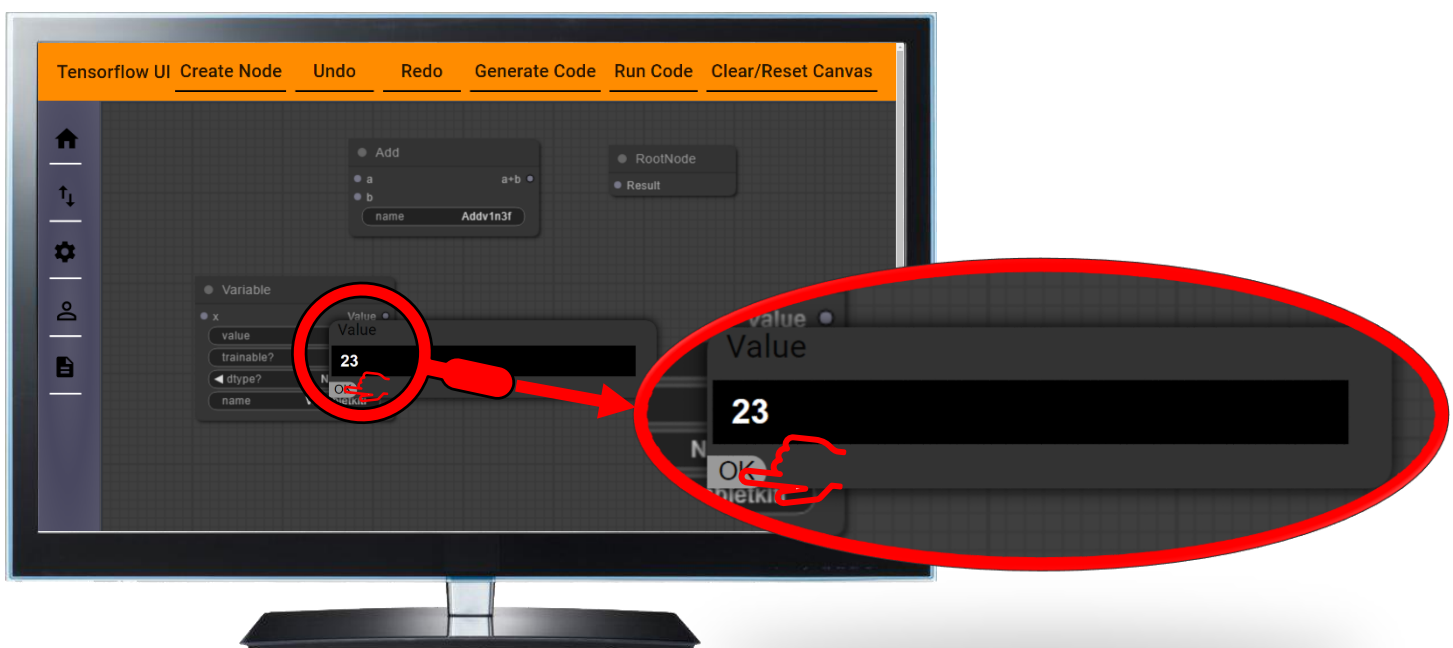 Tensorflow UI Create Node Undo Redo Generate Code Run Code Clear/Reset Canvas
Add
a a+b
b
name Addv1n3f
RootNode
Result
Variable
x Value
value
trainable?
dtype? N
name
Value
23
OK
value
Value
23
N
OK